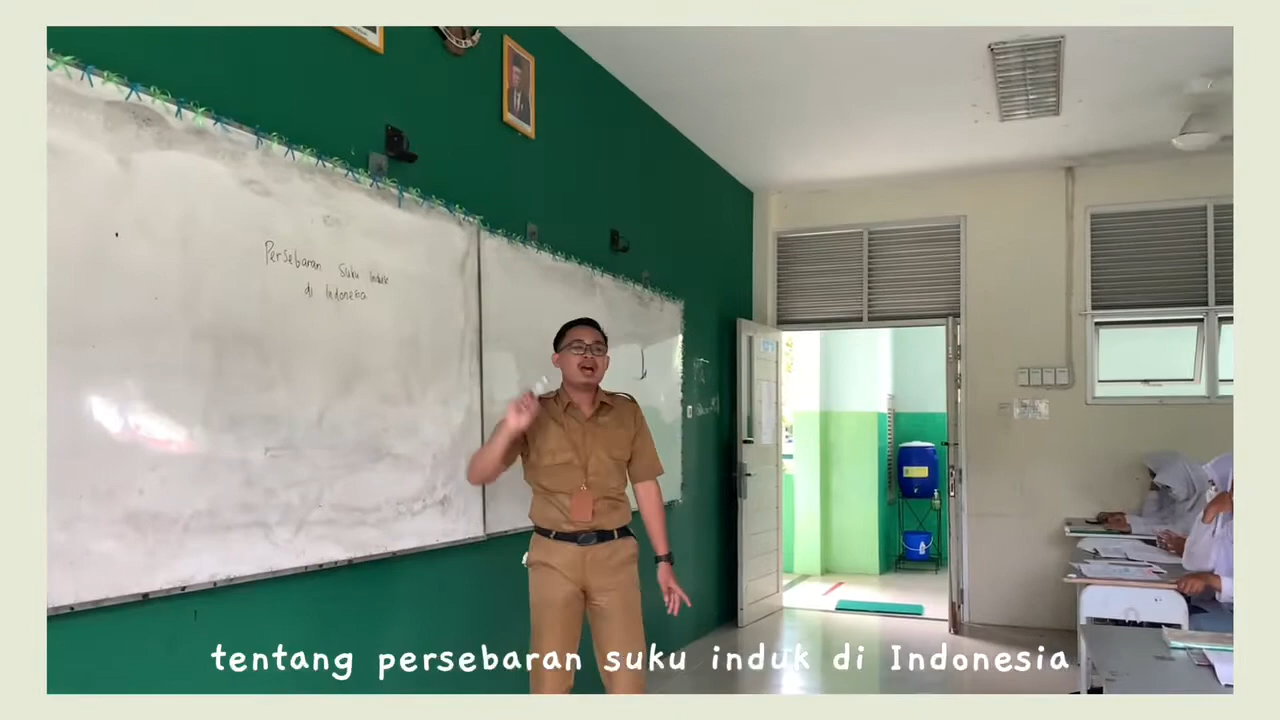 Persebaran Suku Induk
di Indonesia
tentang persebaran suku induk di Indonesia